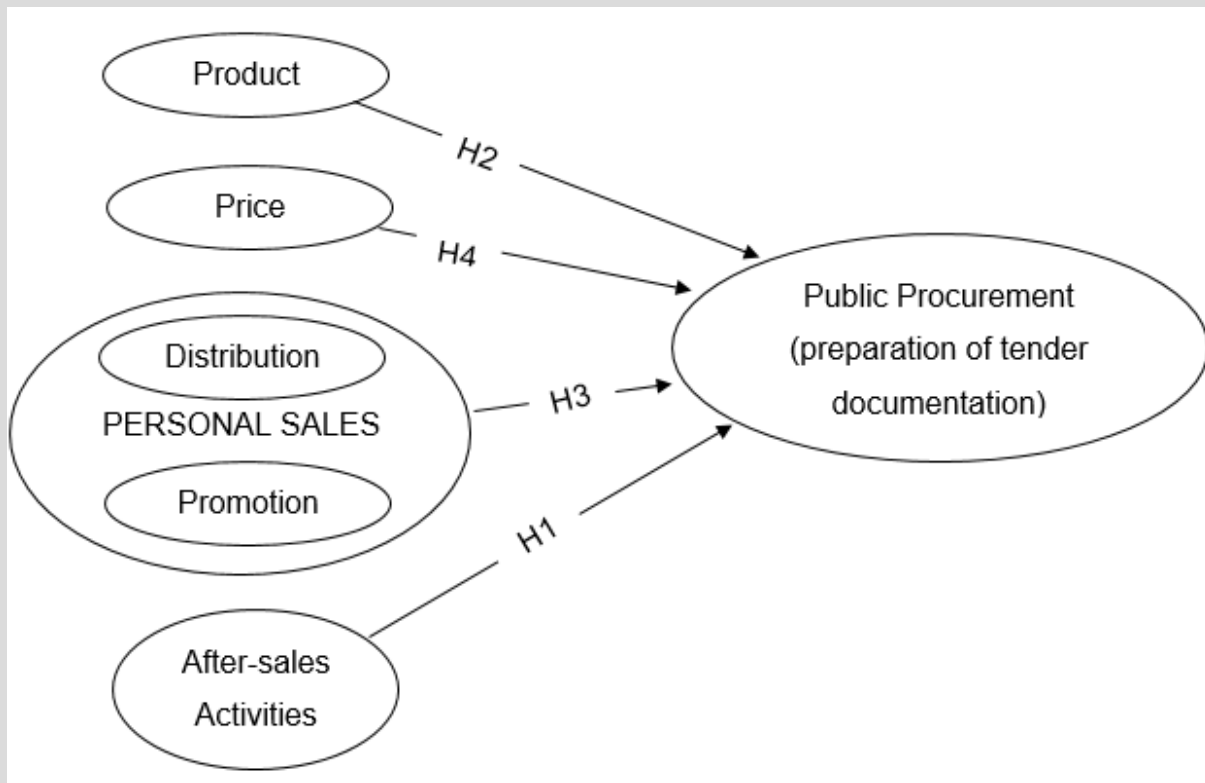 Product
H2
Price
H4
Public Procurement
(preparation of tender
documentation)
Distribution
PERSONAL SALES
H3
Promotion
H1
After-sales
Activities